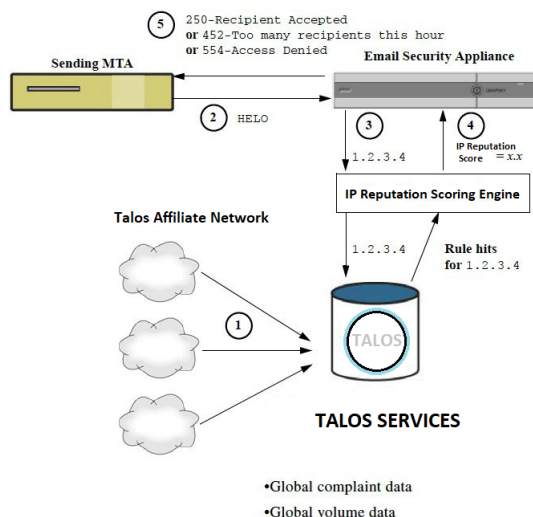 5
250-Recipient Accepted
or 452-Too many recipients this hour
or 554-Access Denied
Sending MTA
Email Security Appliance
2
HELO
3
4
1.2.3.4
IP Reputation
Score = x.x
IP Reputation Scoring Engine
Talos Affiliate Network
1.2.3.4
Rule hits
for 1.2.3.4
1
TALOS
TALOS SERVICES
•Global complaint data
•Global volume data